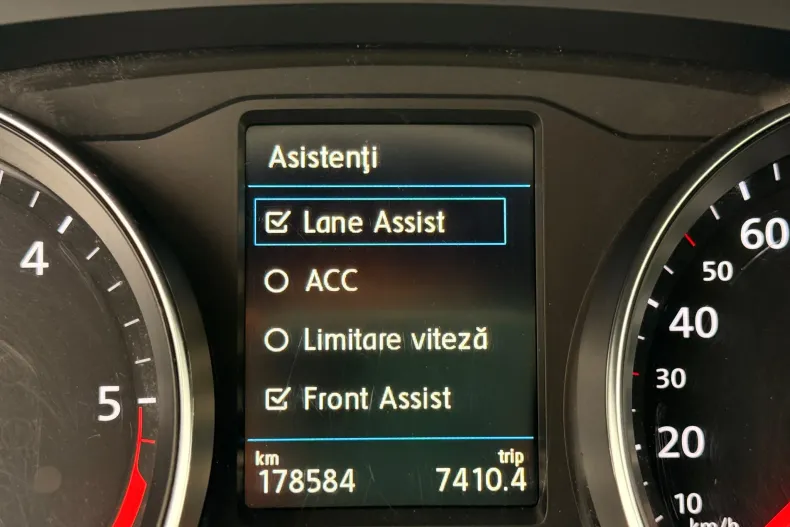 Asistenţi
Lane Assist
ACC
Limitare viteză
Front Assist
km
trip
178584
7410.4
4
5
60
50
40
30
20
10
km/h